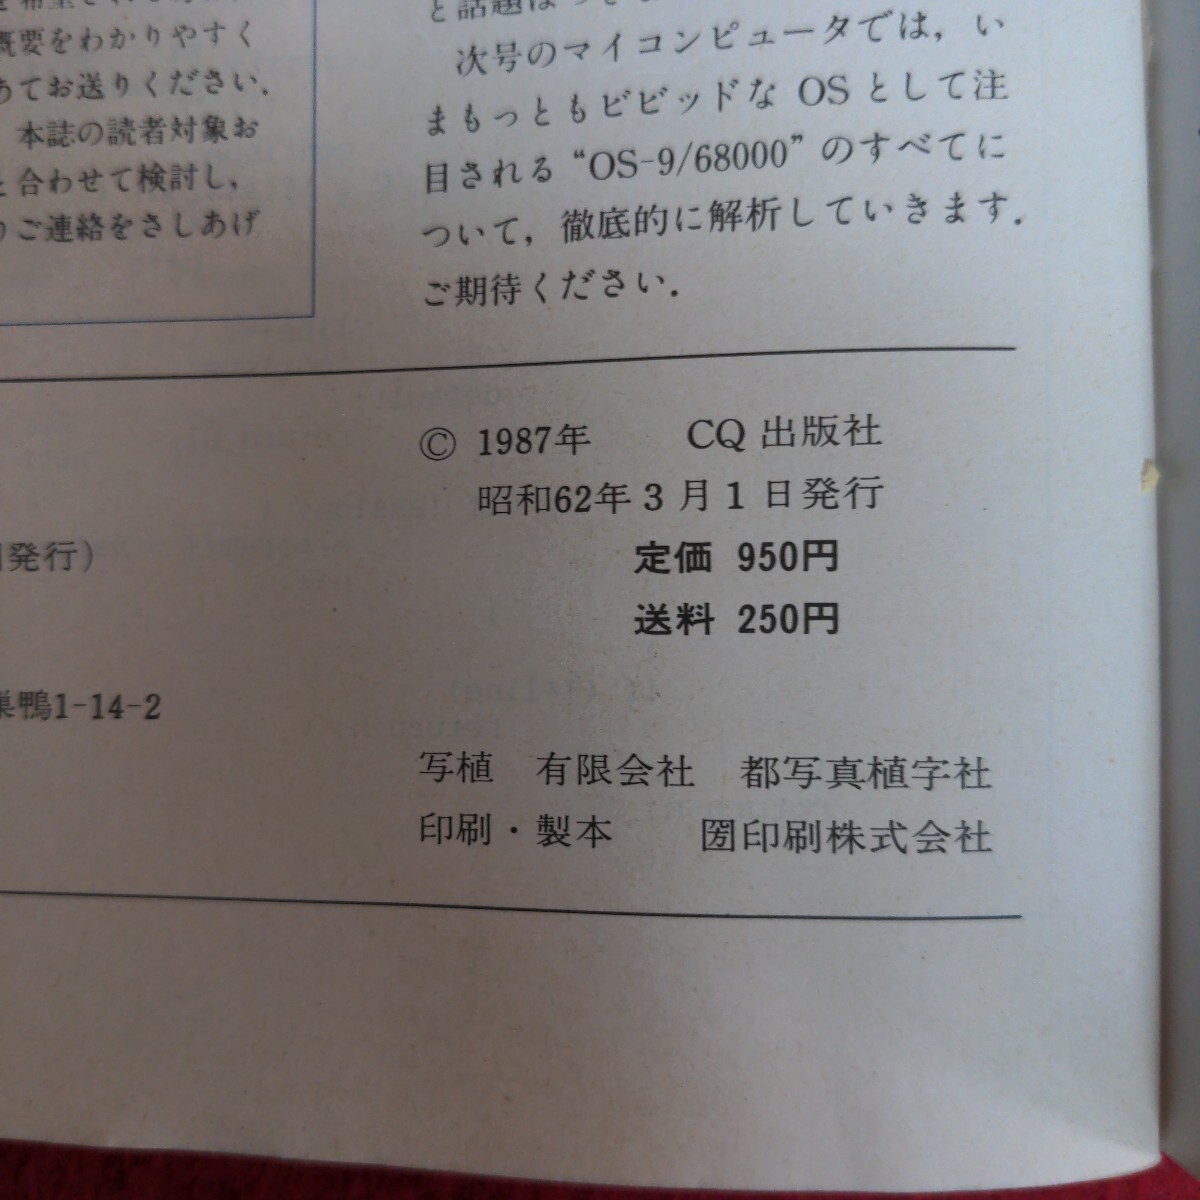 概要をわかりやすく
あてお送りください．
本誌の読者対象お
と合わせて検討し，
りご連絡をさしあげ
次号のマイコンピュータでは，い
まもっともビビッドな OSとして注
目される“OS-9/68000”のすべてに
ついて，徹底的に解析していきます．
ご期待ください．
© 1987年 CQ 出版社
昭和62年3月1日発行
発行)
定価 950円
送料 250円
巣鴨1-14-2
写植 有限会社 都写真植字社
印刷・製本 図印刷株式会社